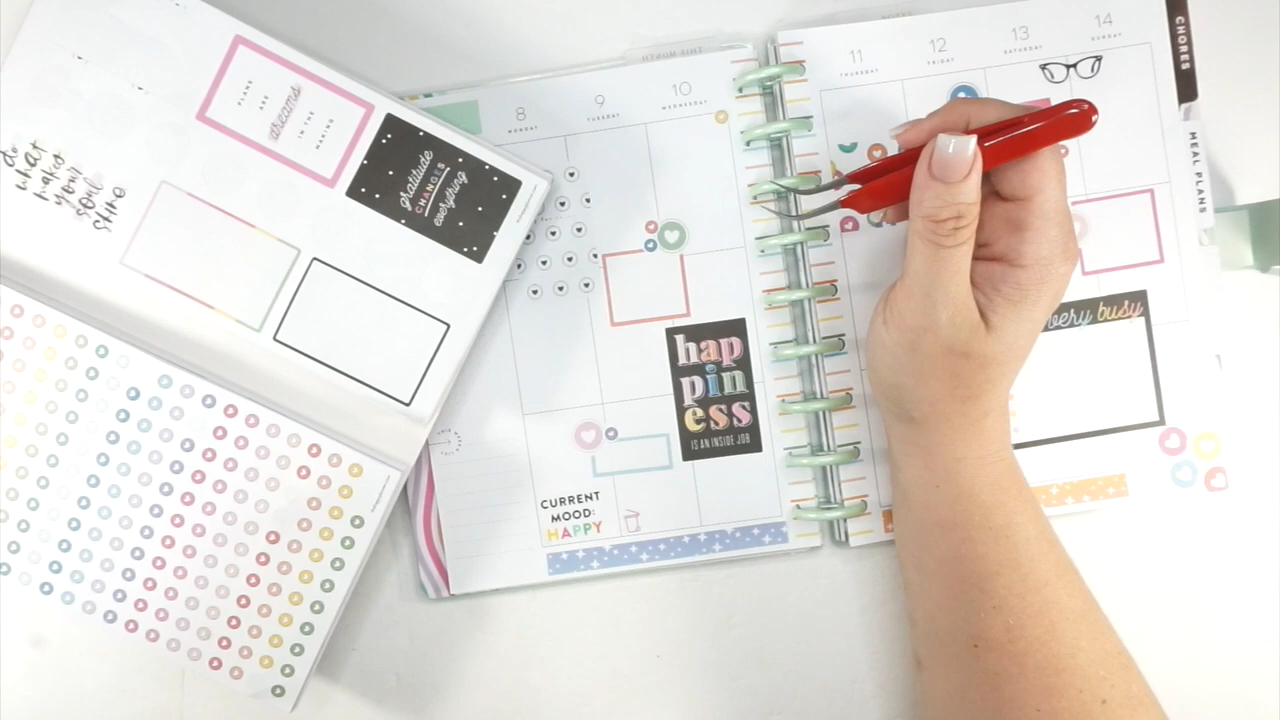 PLANS
ARE
dreams
IN THE
MAKING
gratitude
CHANGES
everything
do
what
makes
your
soul
shine
THIS MONTH
8
MONDAY
9
TUESDAY
10
WEDNESDAY
hap
pin
ess
IS AN INSIDE JOB
CURRENT
MOOD:
HAPPY
11
THURSDAY
12
FRIDAY
13
SATURDAY
14
SUNDAY
very busy
CHORES
MEAL PLANS